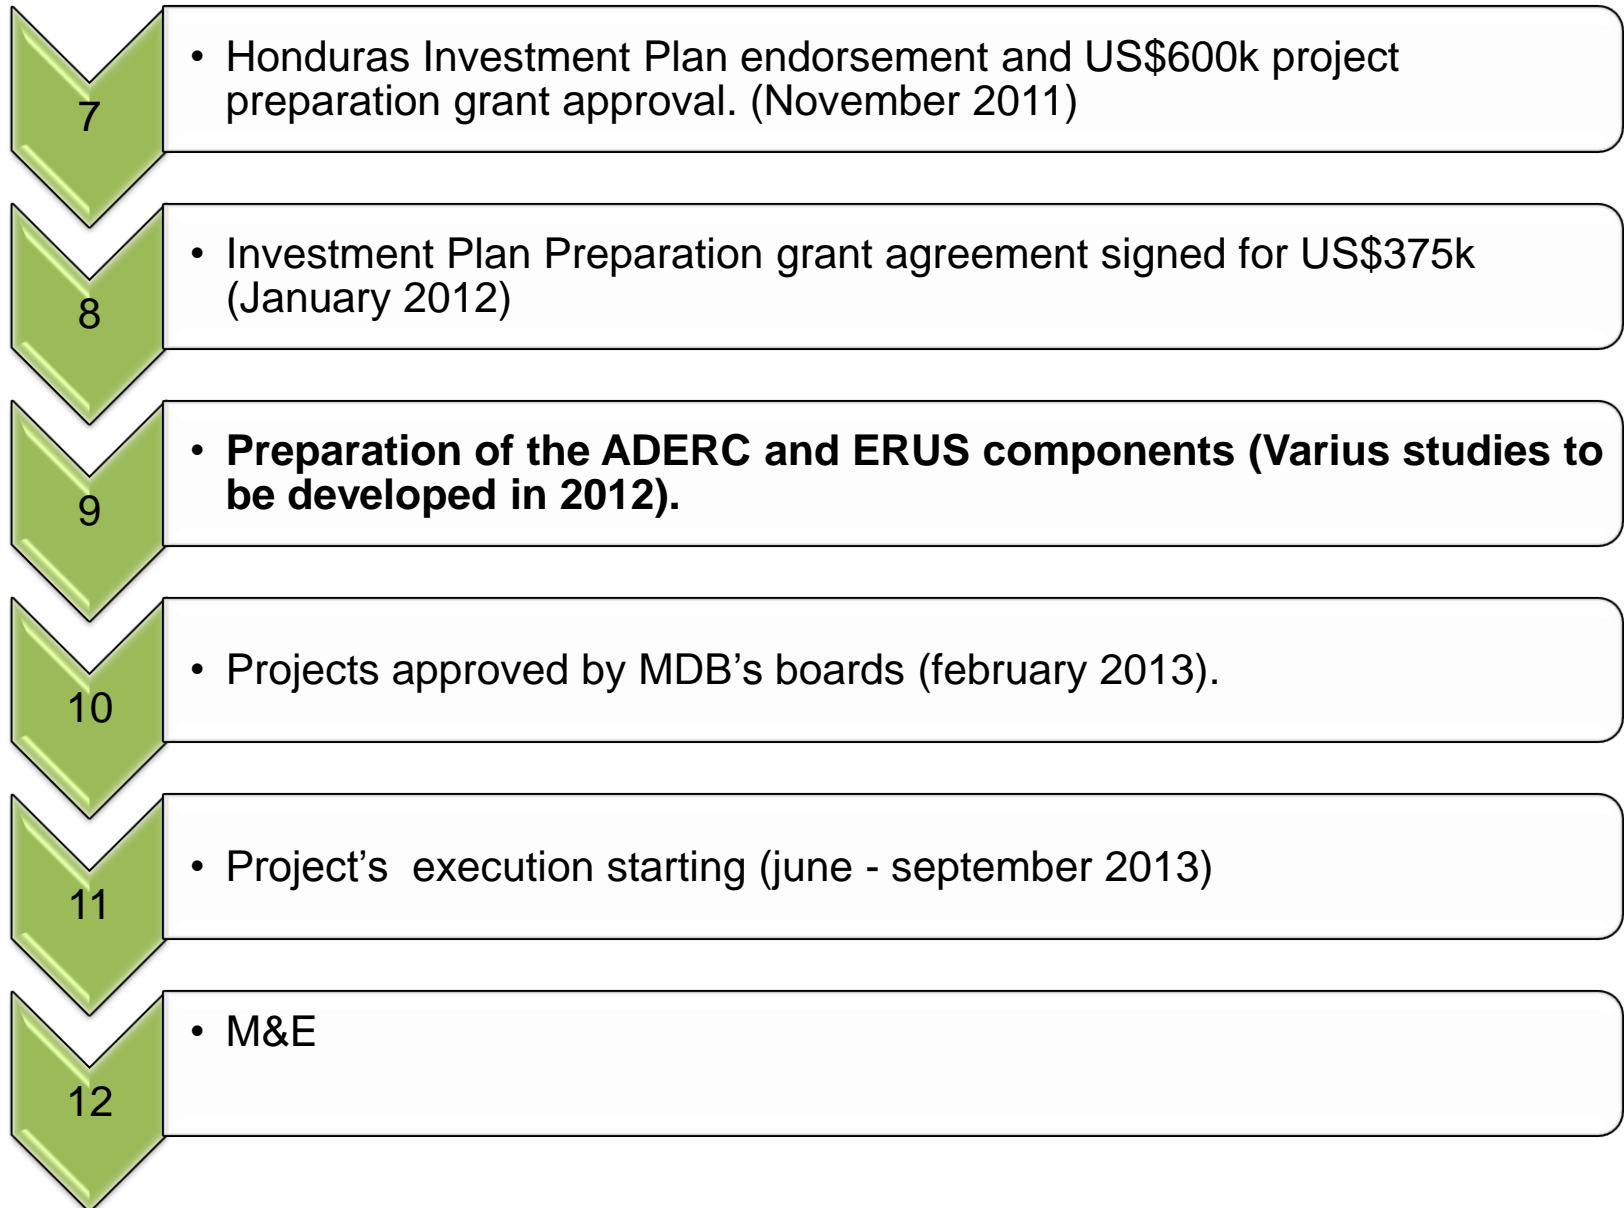 7
• Honduras Investment Plan endorsement and US$600k project
preparation grant approval. (November 2011)
8
• Investment Plan Preparation grant agreement signed for US$375k
(January 2012)
9
• Preparation of the ADERC and ERUS components (Varius studies to
be developed in 2012).
10
• Projects approved by MDB’s boards (february 2013).
11
• Project’s  execution starting (june - september 2013)
12
• M&E